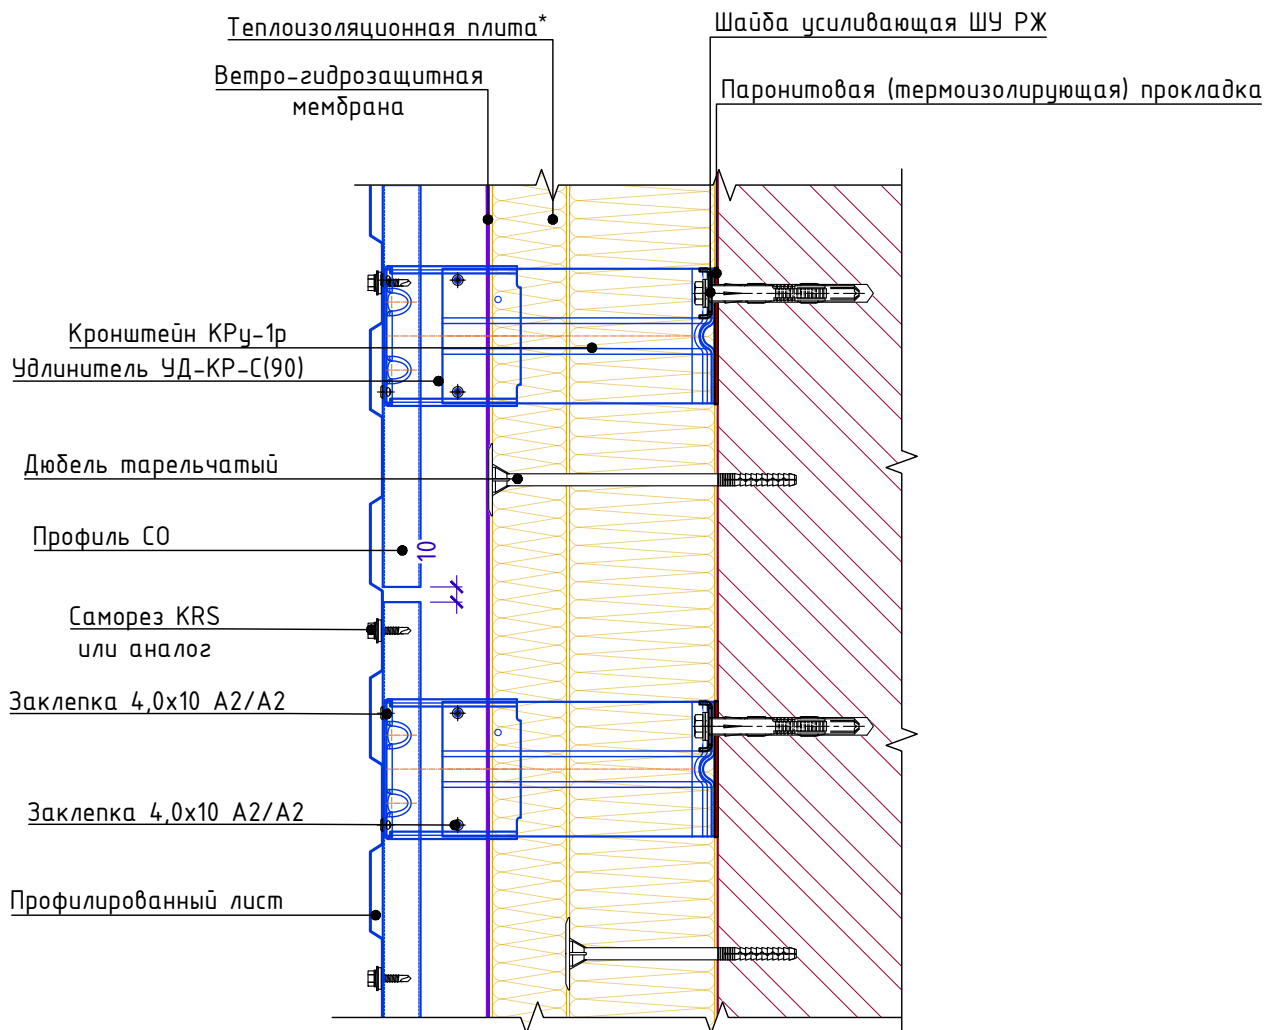 Теплоизоляционная плита*
Шайба усиливающая ШУ РЖ
Ветро-гидрозащитная
мембрана
Паронитовая (термоизолирующая) прокладка
Кронштейн КРу-1р
Удлинитель УД-КР-С(90)
Дюбель тарельчатый
Профиль СО
10
Саморез KRS
или аналог
Заклепка 4,0х10 А2/А2
Заклепка 4,0х10 А2/А2
Профилированный лист